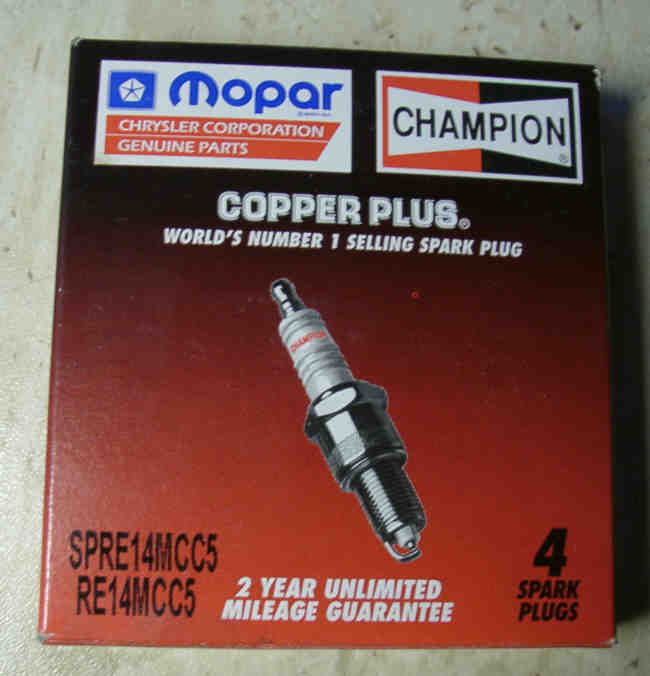 Mopar
CHRYSLER CORPORATION
GENUINE PARTS
CHAMPION
®
COPPER PLUS®
WORLD'S NUMBER 1 SELLING SPARK PLUG
CHAMPION
SPRE14MCC5
RE14MCC5
2 YEAR UNLIMITED
MILEAGE GUARANTEE
4
SPARK
PLUGS